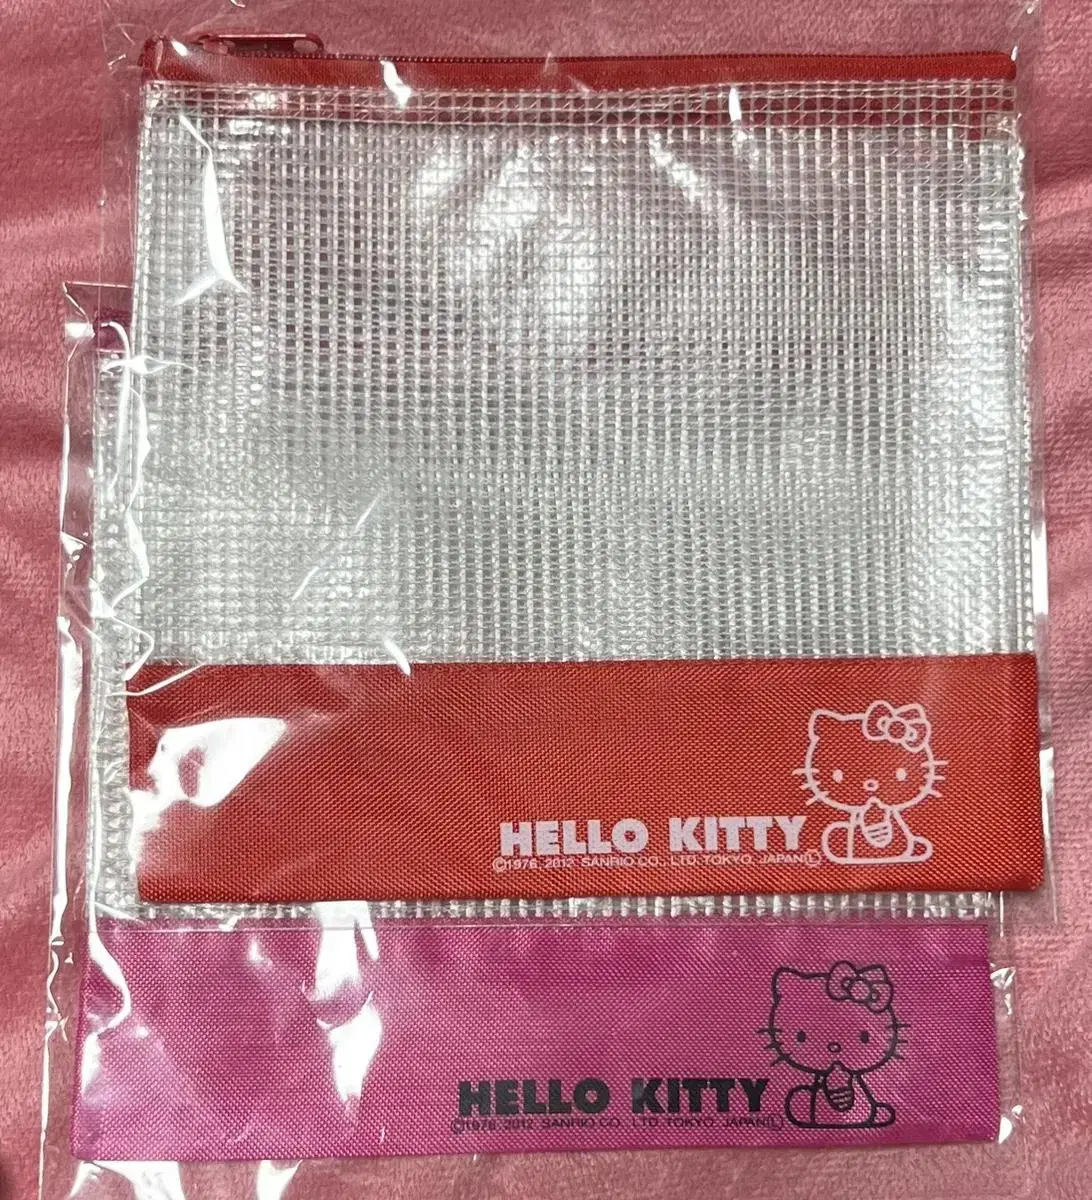 HELLO KITTY
©1976, 2012 SANRIO CO., LTD. TOKYO, JAPAN Ⓛ
HELLO KITTY
©1976, 2012 SANRIO CO., LTD. TOKYO, JAPAN Ⓛ